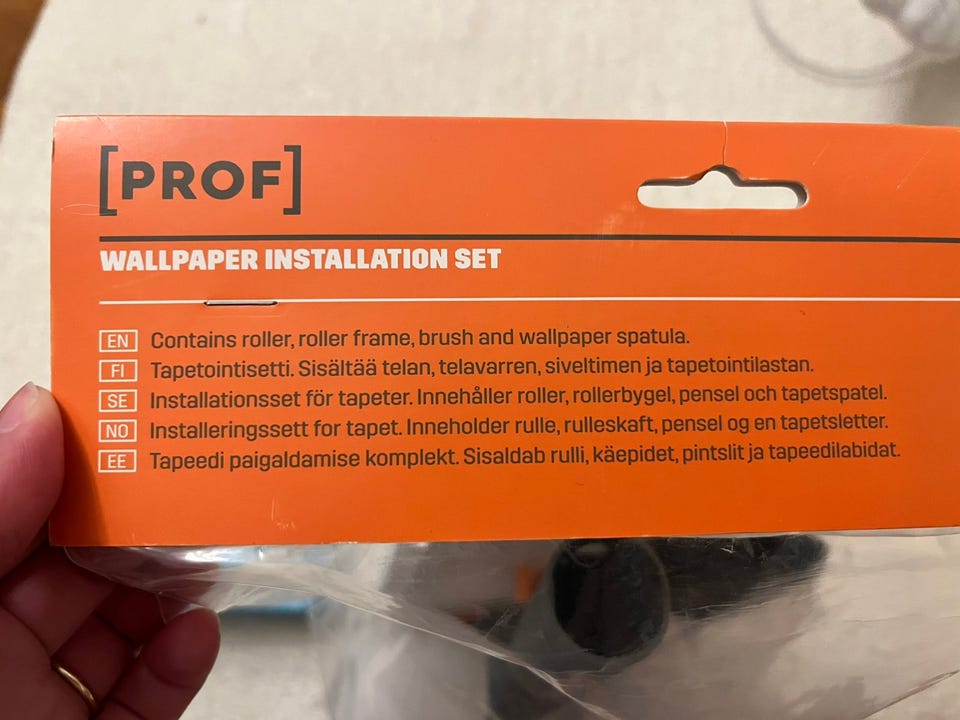 [PROF]
WALLPAPER INSTALLATION SET
EN Contains roller, roller frame, brush and wallpaper spatula.
FI Tapetointisetti. Sisältää telan, telavarren, siveltimen ja tapetointilastan.
SE Installationsset för tapeter. Innehåller roller, rollerbygel, pensel och tapetspatel.
NO Installeringssett for tapet. Inneholder rulle, rulleskaft, pensel og en tapetsletter.
EE Tapeedi paigaldamise komplekt. Sisaldab rulli, käepidet, pintslit ja tapeedilabidat.